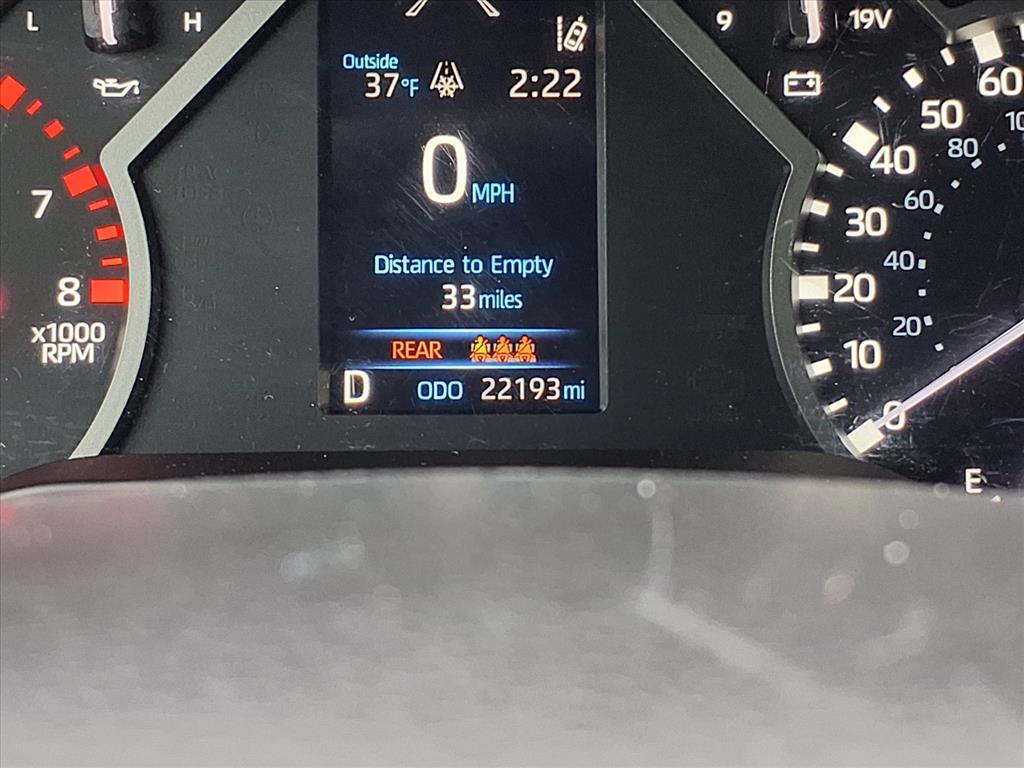 L H
9 19V
Outside
37°F 2:22
0 MPH
Distance to Empty
33 miles
REAR
D ODO 22193 mi
7
8
x1000
RPM
60
50
40
30
20
10
0
80
60
40
20
E